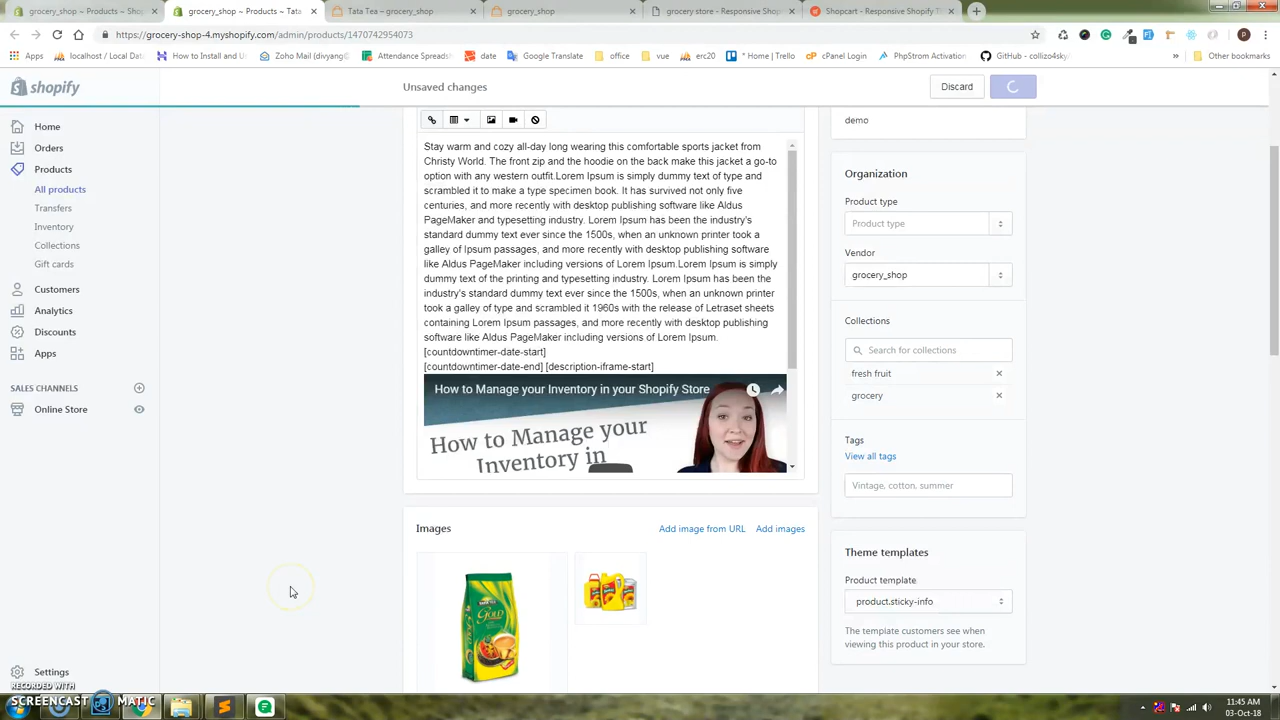 grocery_shop ~ Products ~ Shop
grocery_shop ~ Products ~ Tata
Tata Tea – grocery_shop
grocery_shop
grocery store - Responsive Shop
Shopcart - Responsive Shopify Th
https://grocery-shop-4.myshopify.com/admin/products/1470742954073
Apps
localhost / Local Data
How to Install and Us
Zoho Mail (divyang@
Attendance Spreads
date
Google Translate
office
vue
erc20
* Home | Trello
cPanel Login
PhpStrom Activation
GitHub - collizo4sky/
»
Other bookmarks
shopify
Unsaved changes
Discard
demo
Home
Orders
Products
All products
Transfers
Inventory
Collections
Gift cards
Customers
Analytics
Discounts
Apps
SALES CHANNELS
Online Store
Settings
Stay warm and cozy all-day long wearing this comfortable sports jacket from
Christy World. The front zip and the hoodie on the back make this jacket a go-to
option with any western outfit.Lorem Ipsum is simply dummy text of type and
scrambled it to make a type specimen book. It has survived not only five
centuries, and more recently with desktop publishing software like Aldus
PageMaker and typesetting industry. Lorem Ipsum has been the industry's
standard dummy text ever since the 1500s, when an unknown printer took a
galley of Ipsum passages, and more recently with desktop publishing software
like Aldus PageMaker including versions of Lorem Ipsum.Lorem Ipsum is simply
dummy text of the printing and typesetting industry. Lorem Ipsum has been the
industry's standard dummy text ever since the 1500s, when an unknown printer
took a galley of type and scrambled it 1960s with the release of Letraset sheets
containing Lorem Ipsum passages, and more recently with desktop publishing
software like Aldus PageMaker including versions of Lorem Ipsum.
[countdowntimer-date-start]
[countdowntimer-date-end] [description-iframe-start]
How to Manage your Inventory in your Shopify Store
How to Manage your
Inventory in
Images
Add image from URL
Add images
GOLD
Organization
Product type
Product type
Vendor
grocery_shop
Collections
Search for collections
fresh fruit
grocery
Tags
View all tags
Vintage, cotton, summer
Theme templates
Product template
product.sticky-info
The template customers see when
viewing this product in your store.
RECORDED WITH
SCREENCAST MATIC
11:45 AM
03-Oct-18